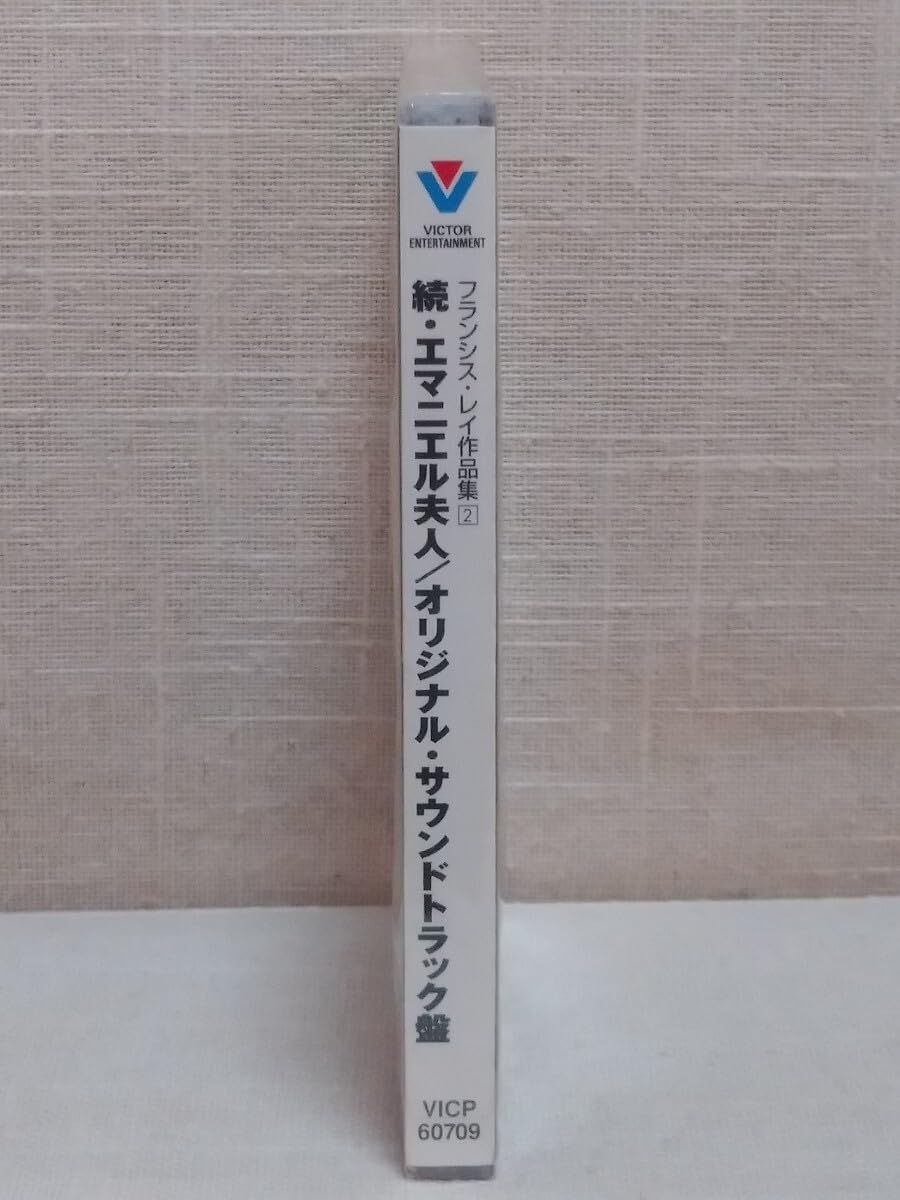 VICTOR
ENTERTAINMENT
フランシス・レイ作品集2
続・エマニエル夫人/オリジナル・サウンドトラック盤
VICP
60709